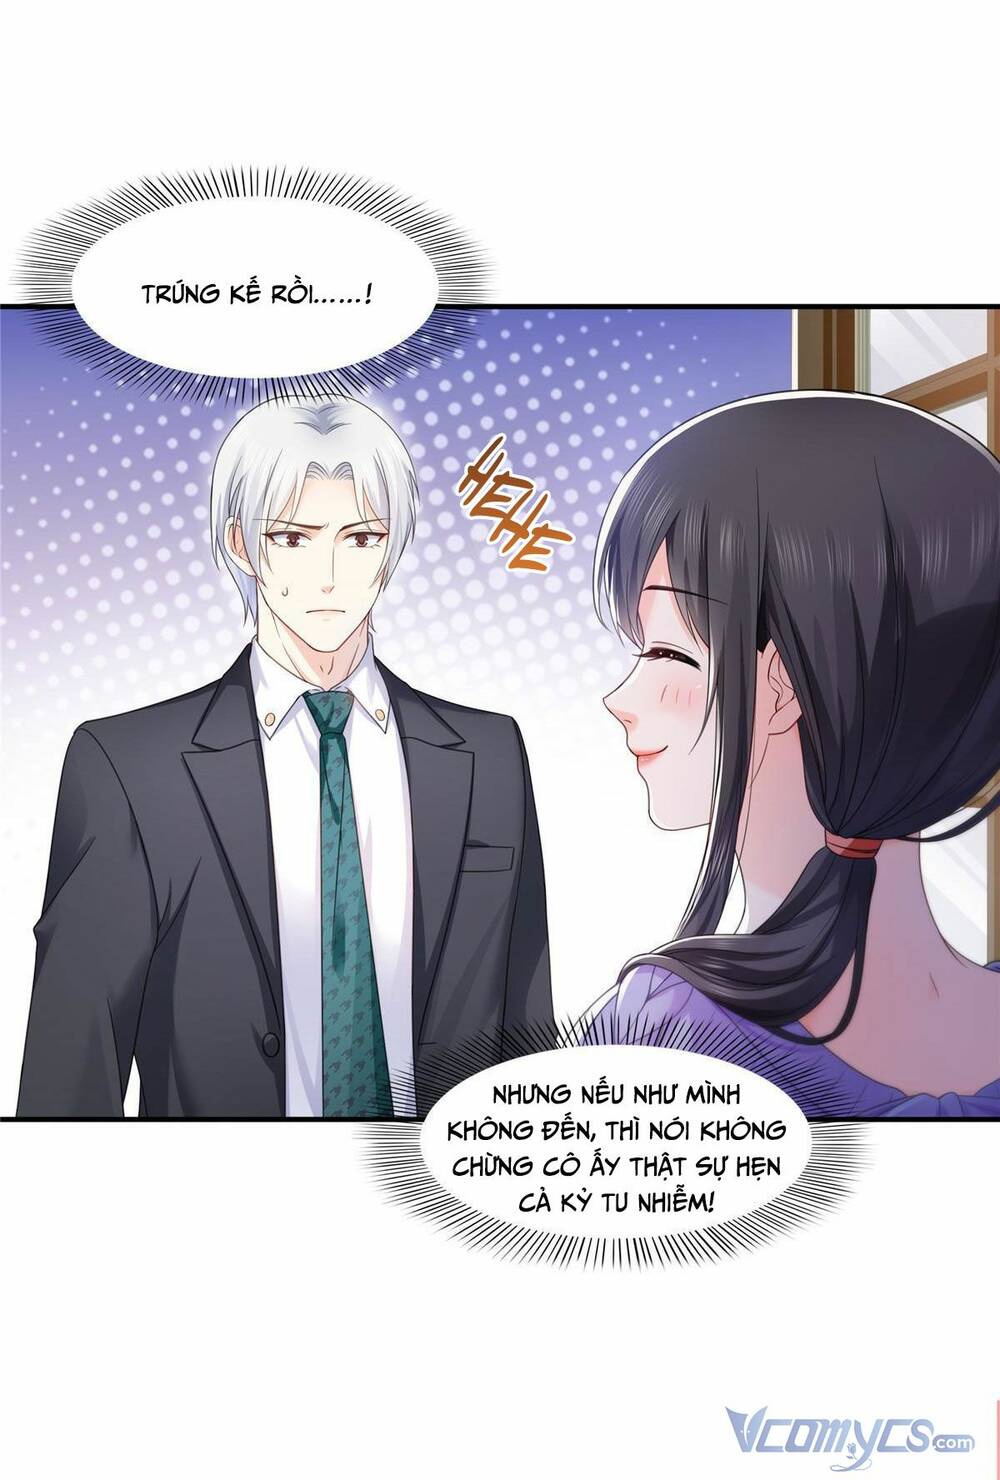 TRÚNG KẾ RỒI......!
HEHE
NHƯNG NẾU NHƯ MÌNH
KHÔNG ĐẾN, THÌ NÓI KHÔNG
CHỪNG CÔ ẤY THẬT SỰ HẸN
CẢ KỶ TU NHIỄM!
VCOMYCS.com